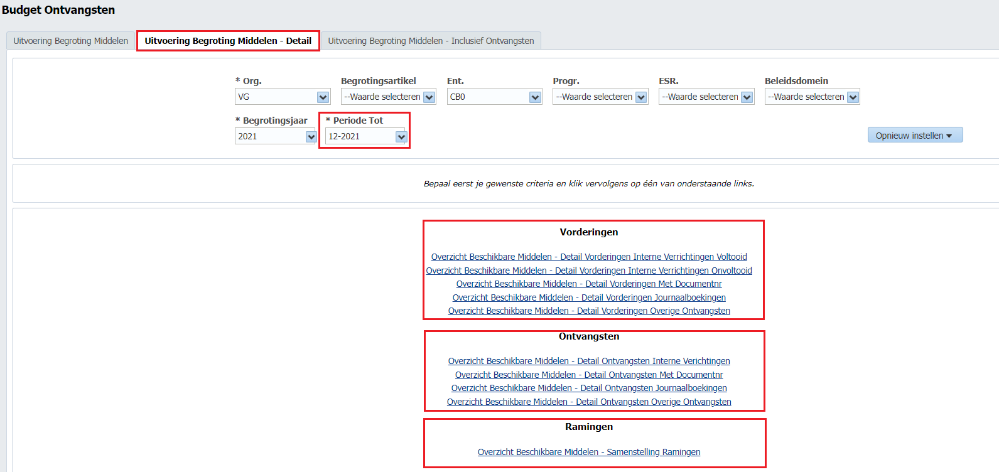 Budget Ontvangsten
Uitvoering Begroting Middelen
Uitvoering Begroting Middelen - Detail
Uitvoering Begroting Middelen - Inclusief Ontvangsten
* Org.
Begrotingsartikel
Ent.
Progr.
ESR.
Beleidsdomein
VG
--Waarde selecteren
CB0
--Waarde selecteren
--Waarde selecteren
--Waarde selecteren
* Begrotingsjaar
* Periode Tot
2021
12-2021
Opnieuw instellen
Bepaal eerst je gewenste criteria en klik vervolgens op één van onderstaande links.
Vorderingen
Overzicht Beschikbare Middelen - Detail Vorderingen Interne Verrichtingen Voltooid
Overzicht Beschikbare Middelen - Detail Vorderingen Interne Verrichtingen Onvoltooid
Overzicht Beschikbare Middelen - Detail Vorderingen Met Documentnr
Overzicht Beschikbare Middelen - Detail Vorderingen Journaalboekingen
Overzicht Beschikbare Middelen - Detail Vorderingen Overige Ontvangsten
Ontvangsten
Overzicht Beschikbare Middelen - Detail Ontvangsten Interne Verichtingen
Overzicht Beschikbare Middelen - Detail Ontvangsten Met Documentnr
Overzicht Beschikbare Middelen - Detail Ontvangsten Journaalboekingen
Overzicht Beschikbare Middelen - Detail Ontvangsten Overige Ontvangsten
Ramingen
Overzicht Beschikbare Middelen - Samenstelling Ramingen